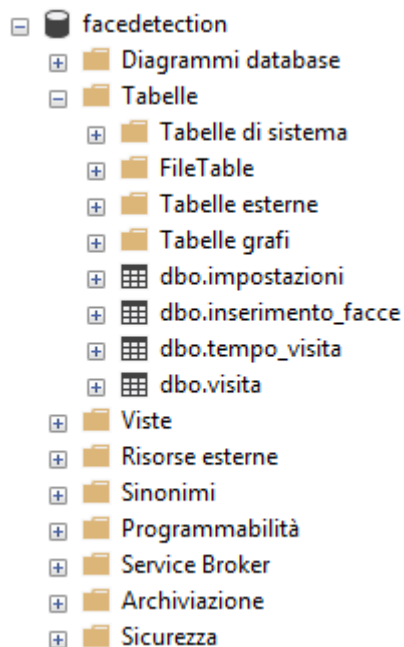 facedetection
Diagrammi database
Tabelle
Tabelle di sistema
FileTable
Tabelle esterne
Tabelle grafi
dbo.impostazioni
dbo.inserimento_facce
dbo.tempo_visita
dbo.visita
Viste
Risorse esterne
Sinonimi
Programmabilità
Service Broker
Archiviazione
Sicurezza